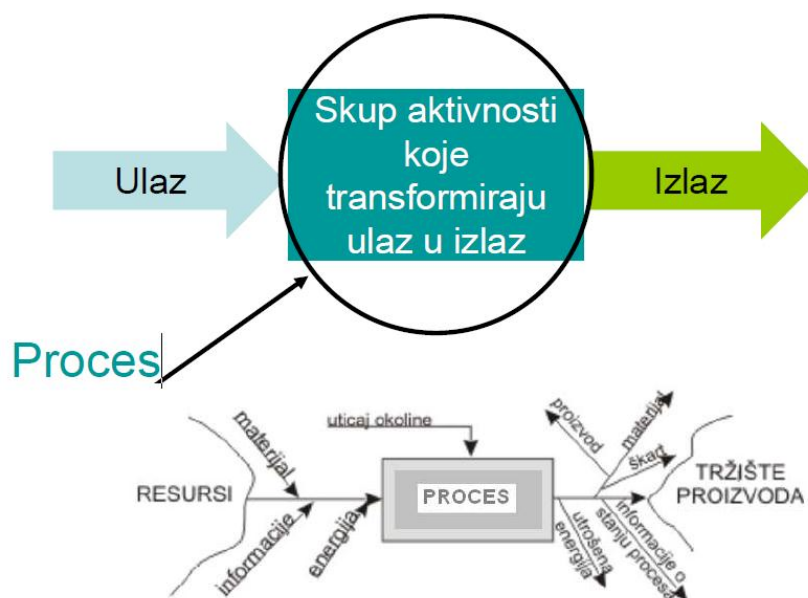 Skup aktivnosti
koje
transformiraju
ulaz u izlaz
Ulaz
Izlaz
Proces
uticaj okoline
materijal
RESURSI
informacije
energija
PROCES
proizvod
materijal
škart
TRŽIŠTE
PROIZVODA
utrošena
energija
informacije o
stanju procesa